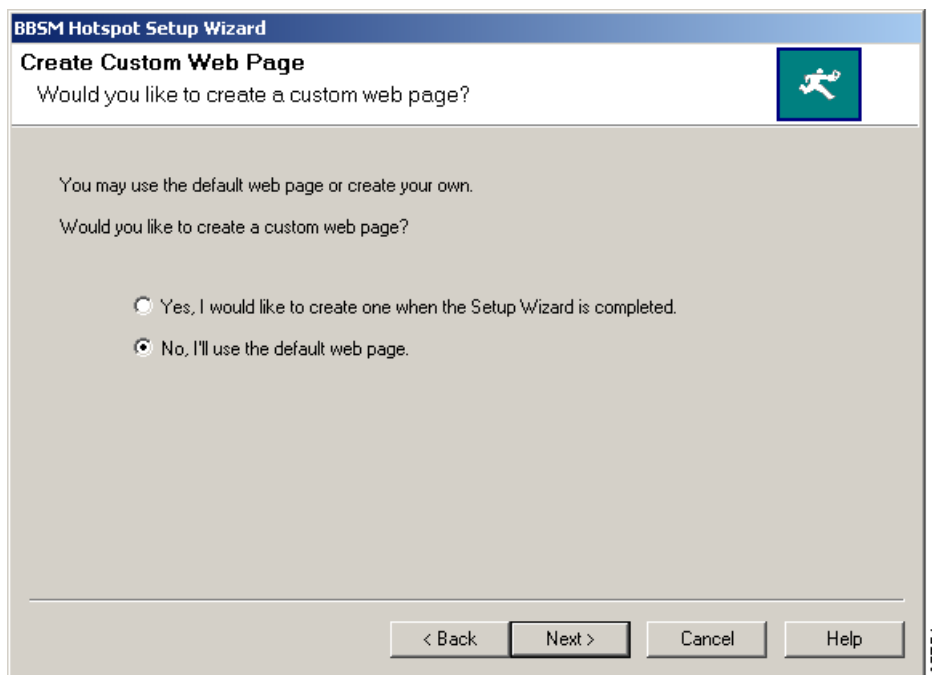 BBSM Hotspot Setup Wizard
Create Custom Web Page
Would you like to create a custom web page?
You may use the default web page or create your own.
Would you like to create a custom web page?
Yes, I would like to create one when the Setup Wizard is completed.
No, I'll use the default web page.
< Back
Next >
Cancel
Help